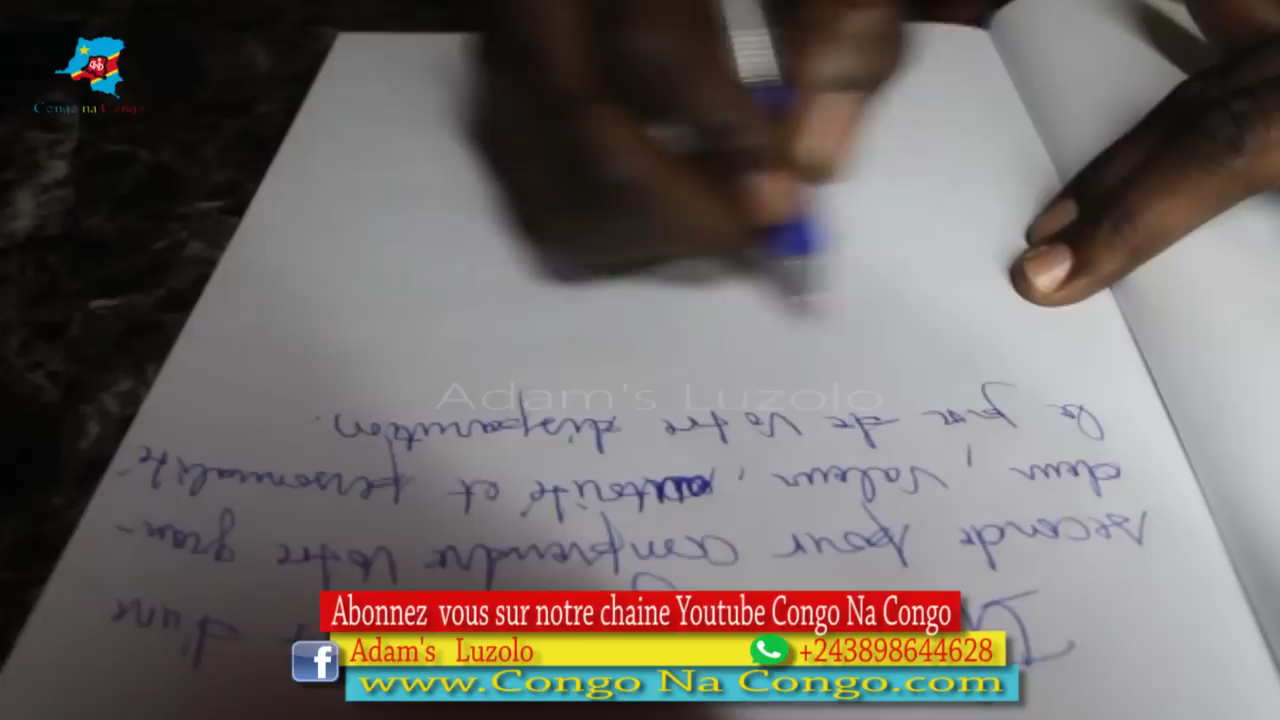 Congo na Congo
Adam's Luzolo
d'une
seconde pour comprendre votre gran-
deur, valeur, autorité et personnalité
le jour de votre disparution.
Abonnez vous sur notre chaine Youtube Congo Na Congo
f Adam's Luzolo +243898644628
www.Congo Na Congo.com